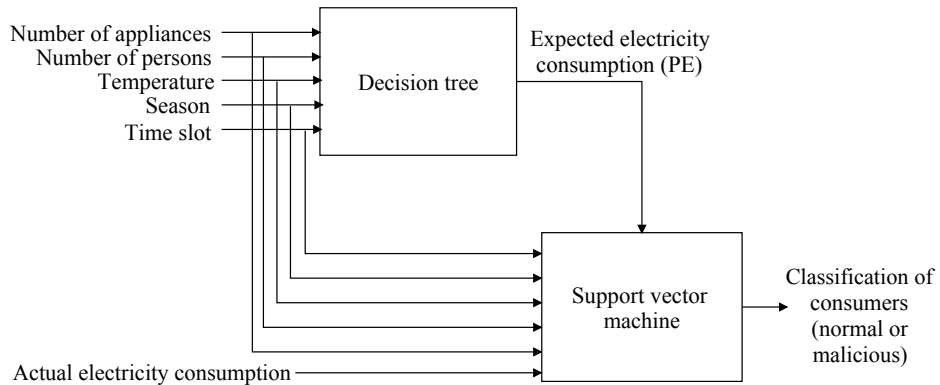 Number of appliances
Number of persons
Temperature
Season
Time slot
Decision tree
Expected electricity
consumption (PE)
Support vector
machine
Classification of
consumers
(normal or
malicious)
Actual electricity consumption